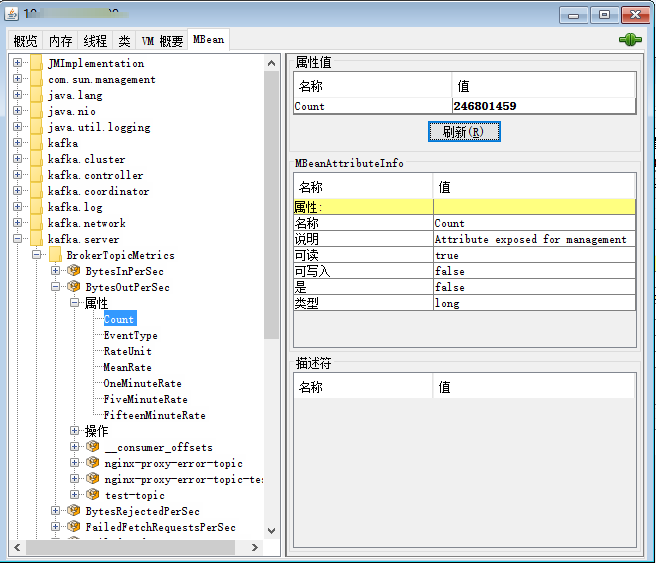 概览 内存 线程 类 VM 概要 MBean
JMImplementation
com.sun.management
java.lang
java.nio
java.util.logging
kafka
kafka.cluster
kafka.controller
kafka.coordinator
kafka.log
kafka.network
kafka.server
BrokerTopicMetrics
BytesInPerSec
BytesOutPerSec
属性
Count
EventType
RateUnit
MeanRate
OneMinuteRate
FiveMinuteRate
FifteenMinuteRate
操作
__consumer_offsets
nginx-proxy-error-topic
nginx-proxy-error-topic-tes
test-topic
BytesRejectedPerSec
FailedFetchRequestsPerSec
属性值
名称 值
Count 246801459
刷新(R)
MBeanAttributeInfo
名称 值
属性:
名称 Count
说明 Attribute exposed for management
可读 true
可写入 false
是 false
类型 long
描述符
名称 值